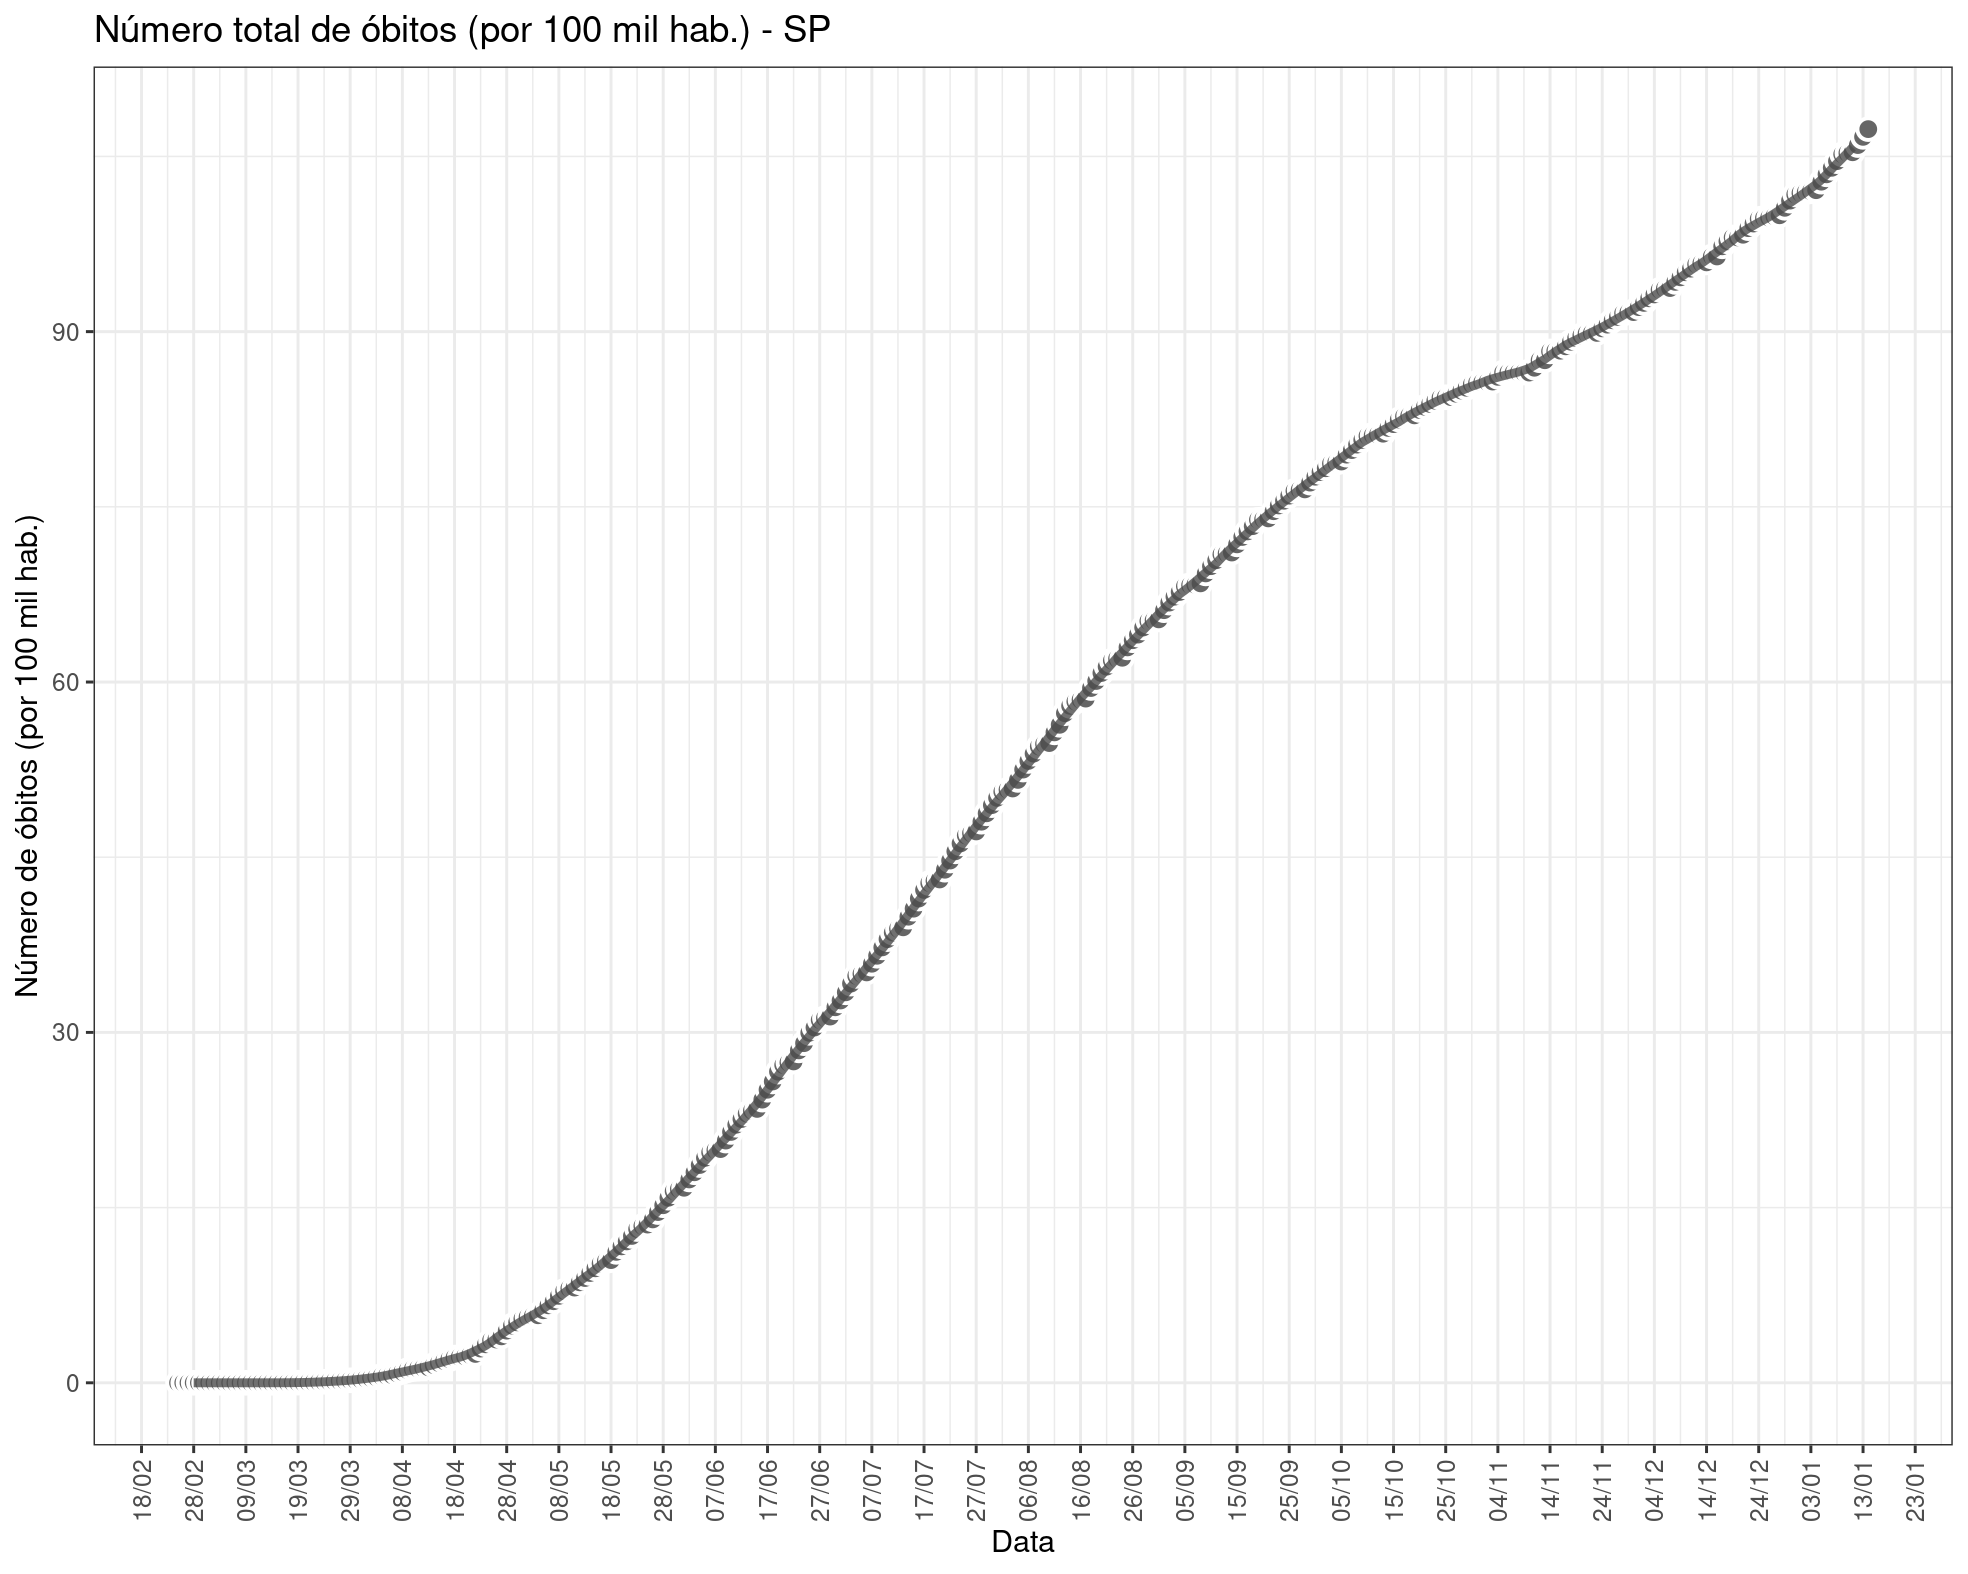 Número total de óbitos (por 100 mil hab.) - SP
Número de óbitos (por 100 mil hab.)
90
60
30
0
18/02 28/02 09/03 19/03 29/03 08/04 18/04 28/04 08/05 18/05 28/05 07/06 17/06 27/06 07/07 17/07 27/07 06/08 16/08 26/08 05/09 15/09 25/09 05/10 15/10 25/10 04/11 14/11 24/11 04/12 14/12 24/12 03/01 13/01 23/01
Data